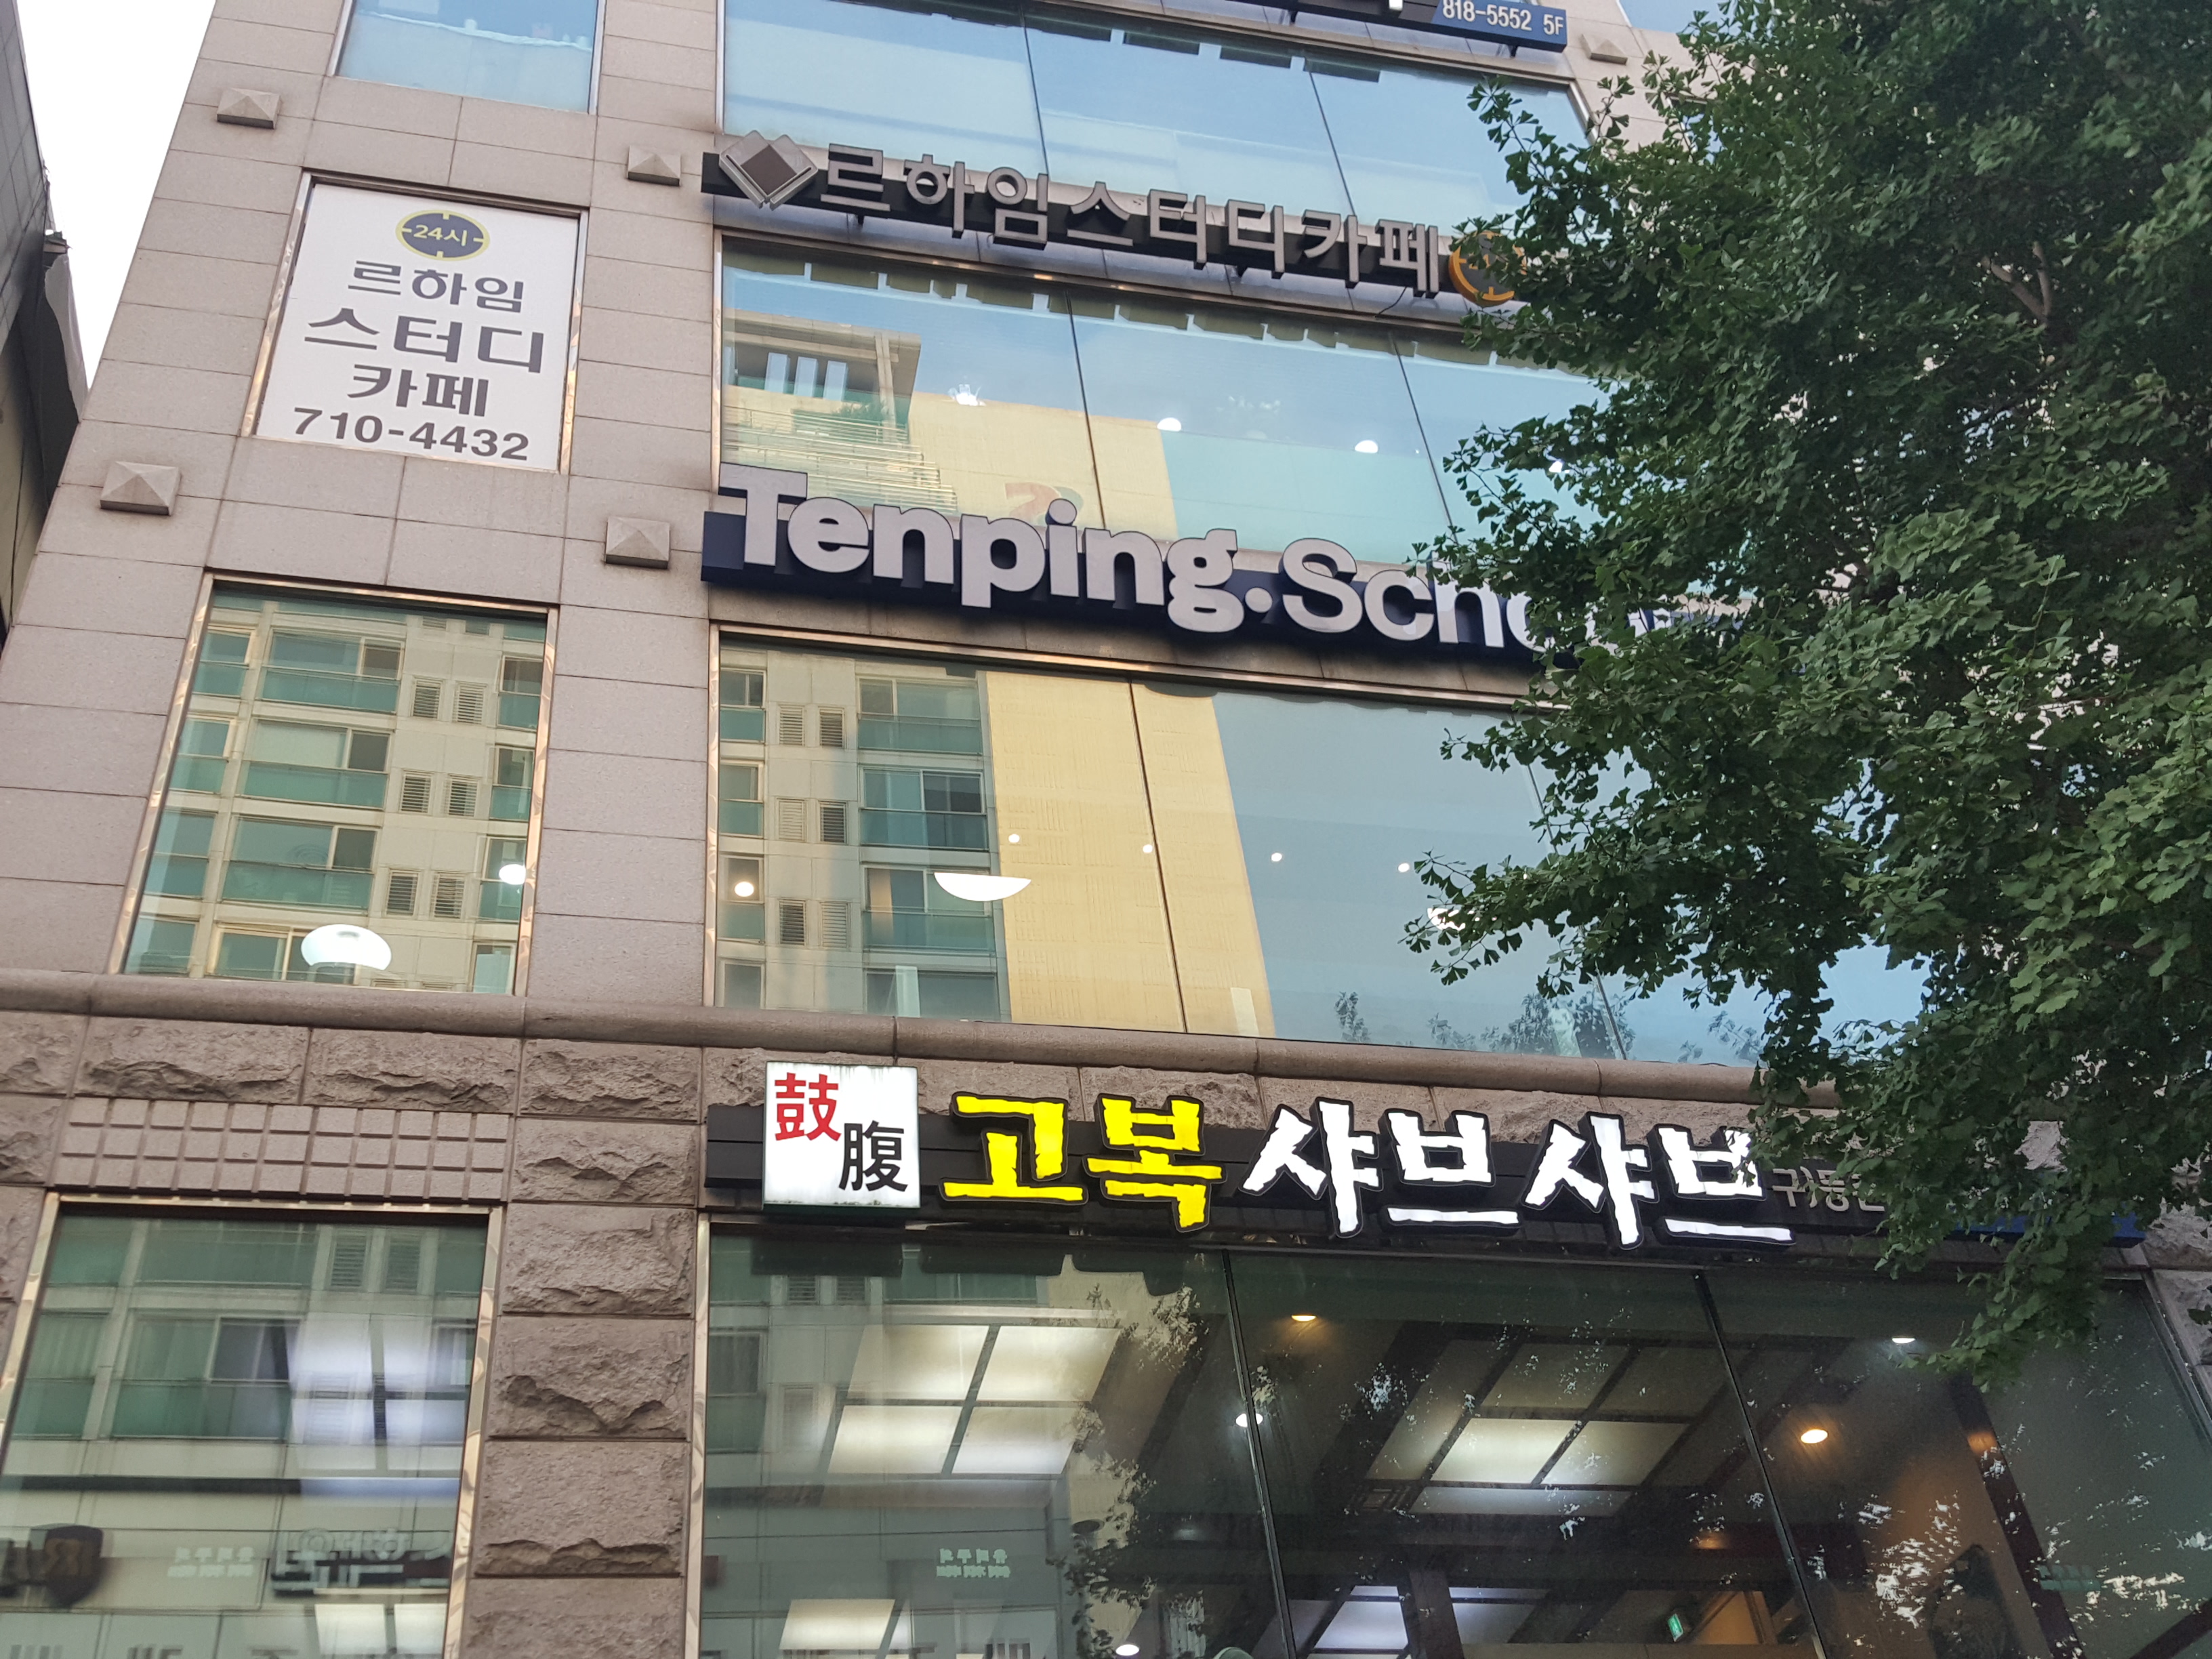 818-5552 5F
르하임스터디카페
24시
르하임
스터디
카페
710-4432
Tenping.Scho
鼓腹 고복 샤브샤브